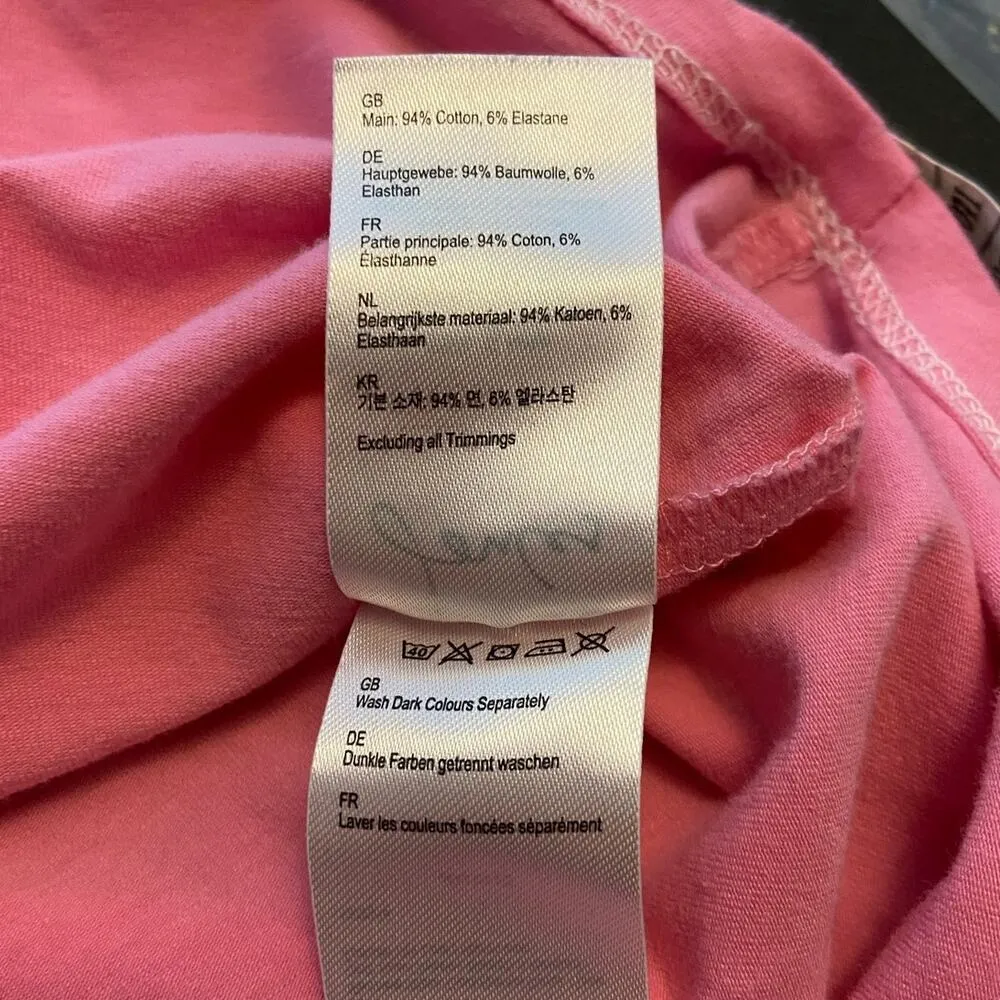 GB
Main: 94% Cotton, 6% Elastane
DE
Hauptgewebe: 94% Baumwolle, 6%
Elasthan
FR
Partie principale: 94% Coton, 6%
Élasthanne
NL
Belangrijkste materiaal: 94% Katoen, 6%
Elasthaan
KR
기본 소재: 94% 면, 6% 엘라스탄
Excluding all Trimmings
40
GB
Wash Dark Colours Separately
DE
Dunkle Farben getrennt waschen
FR
Laver les couleurs foncées séparément